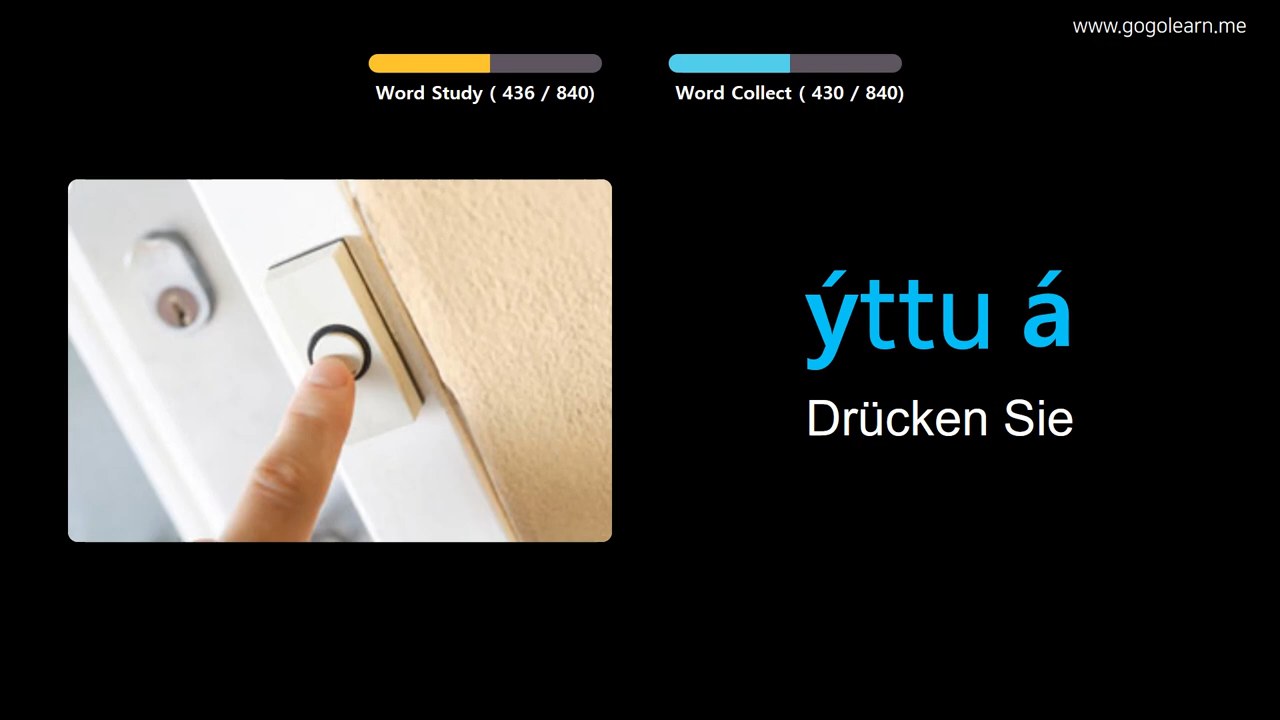 www.gogolearn.me
Word Study ( 436 / 840)
Word Collect ( 430 / 840)
ýttu á
Drücken Sie